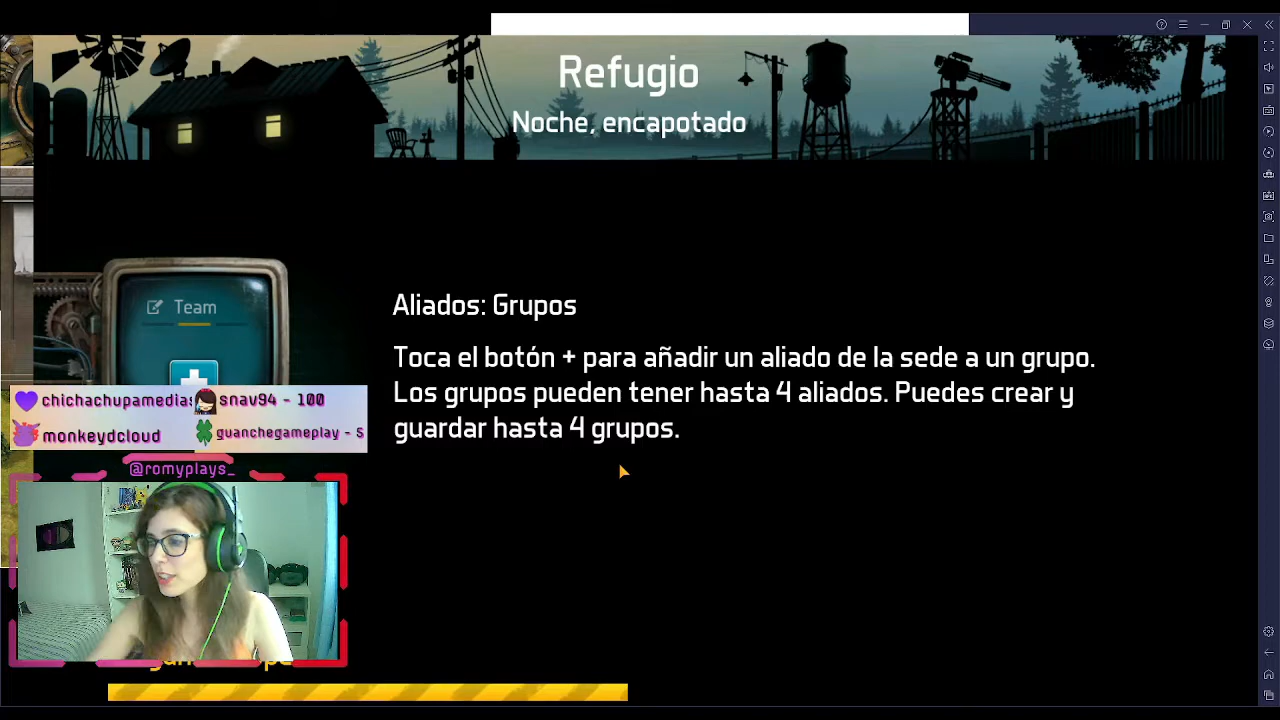 Refugio
Noche, encapotado
Team
Aliados: Grupos
Toca el botón + para añadir un aliado de la sede a un grupo.
Los grupos pueden tener hasta 4 aliados. Puedes crear y
guardar hasta 4 grupos.
chichachupamedias
snav94 - 100
monkeydcloud
guanchegameplay - 5
@romyplays_